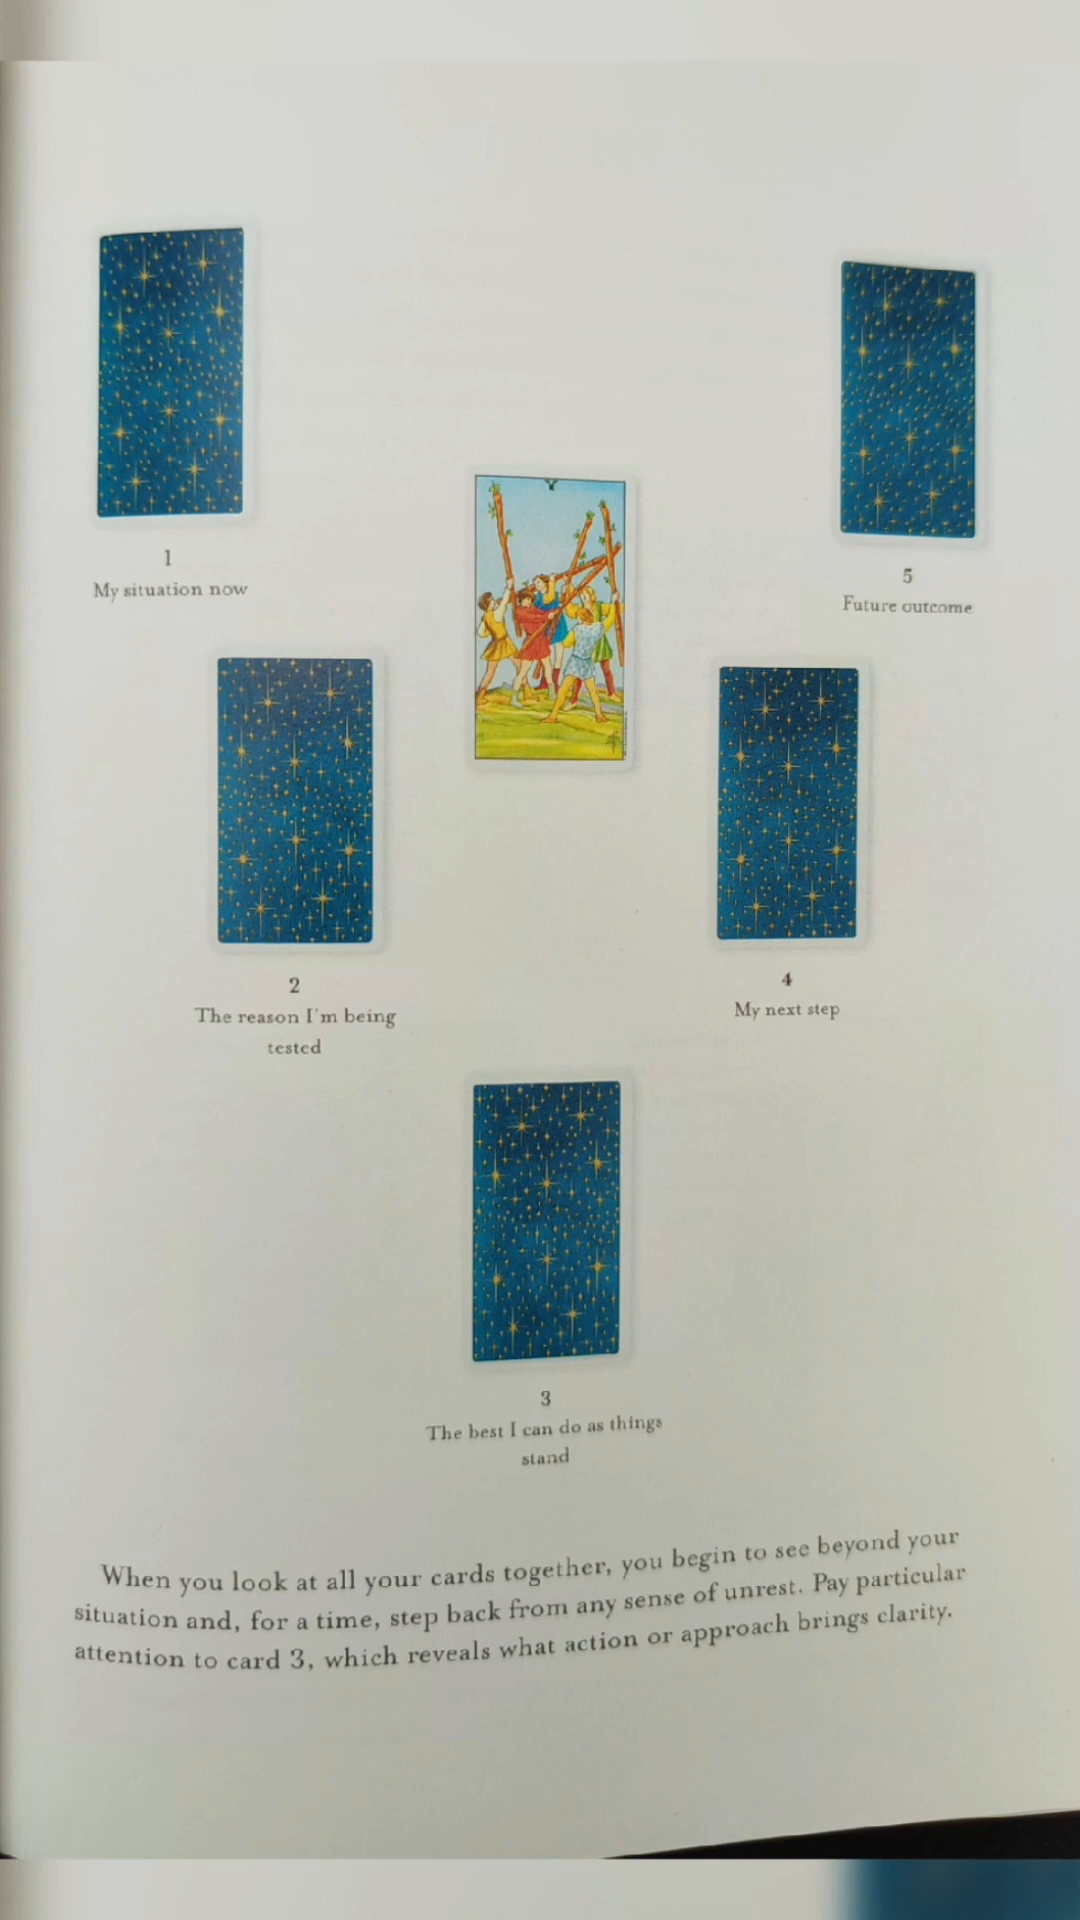 V
1
My situation now
5
Future outcome
2
The reason I'm being
tested
4
My next step
3
The best I can do as things
stand
When you look at all your cards together, you begin to see beyond your
situation and, for a time, step back from any sense of unrest. Pay particular
attention to card 3, which reveals what action or approach brings clarity.